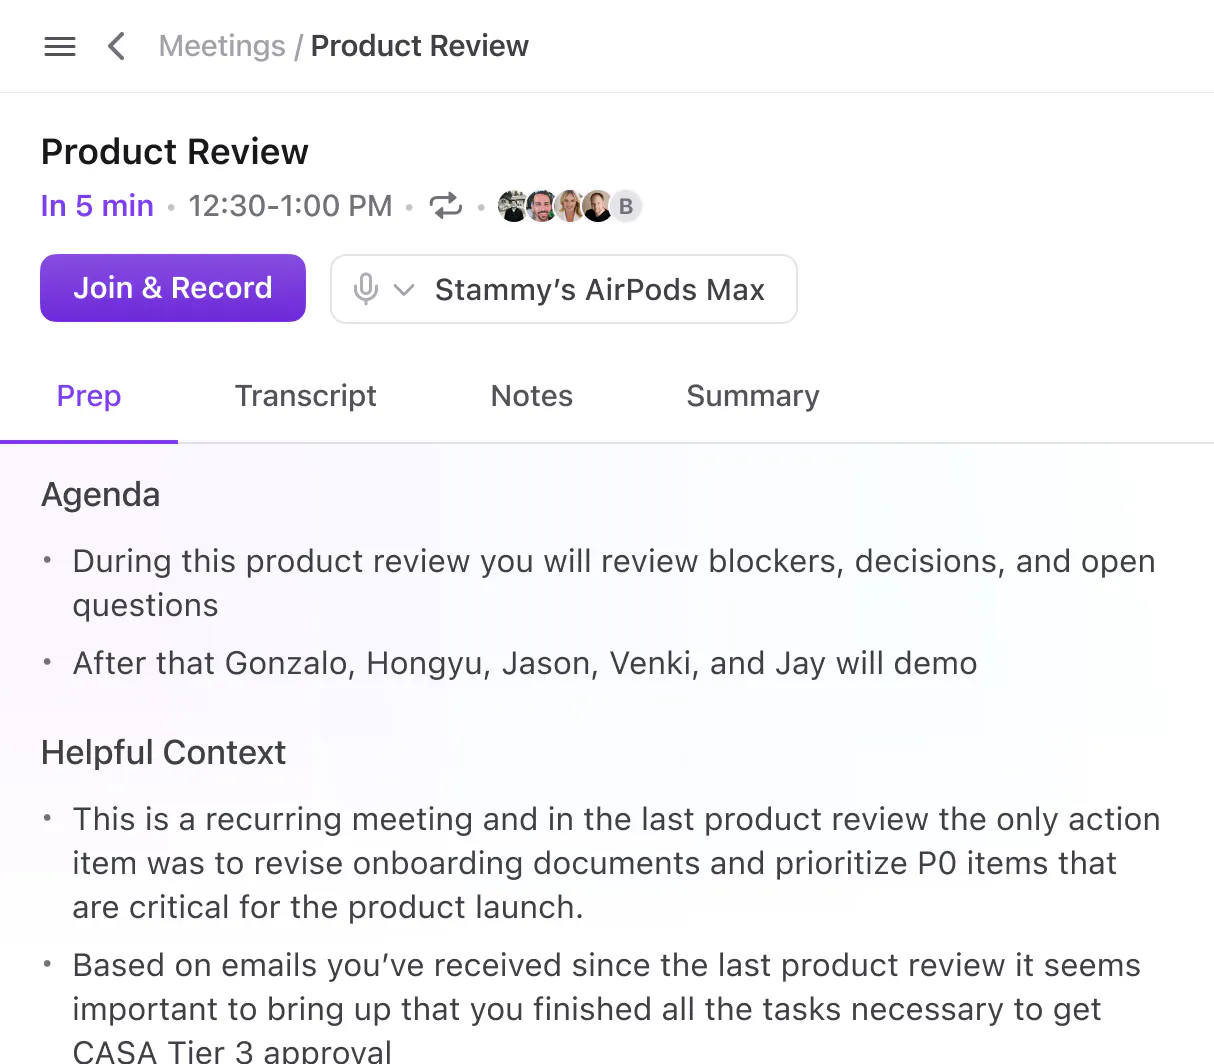 Meetings / Product Review
Product Review
In 5 min • 12:30-1:00 PM • • B
Join & Record
Stammy’s AirPods Max
Prep Transcript Notes Summary
Agenda
• During this product review you will review blockers, decisions, and open
questions
• After that Gonzalo, Hongyu, Jason, Venki, and Jay will demo
Helpful Context
• This is a recurring meeting and in the last product review the only action
item was to revise onboarding documents and prioritize P0 items that
are critical for the product launch.
• Based on emails you’ve received since the last product review it seems
important to bring up that you finished all the tasks necessary to get
CASA Tier 3 approval